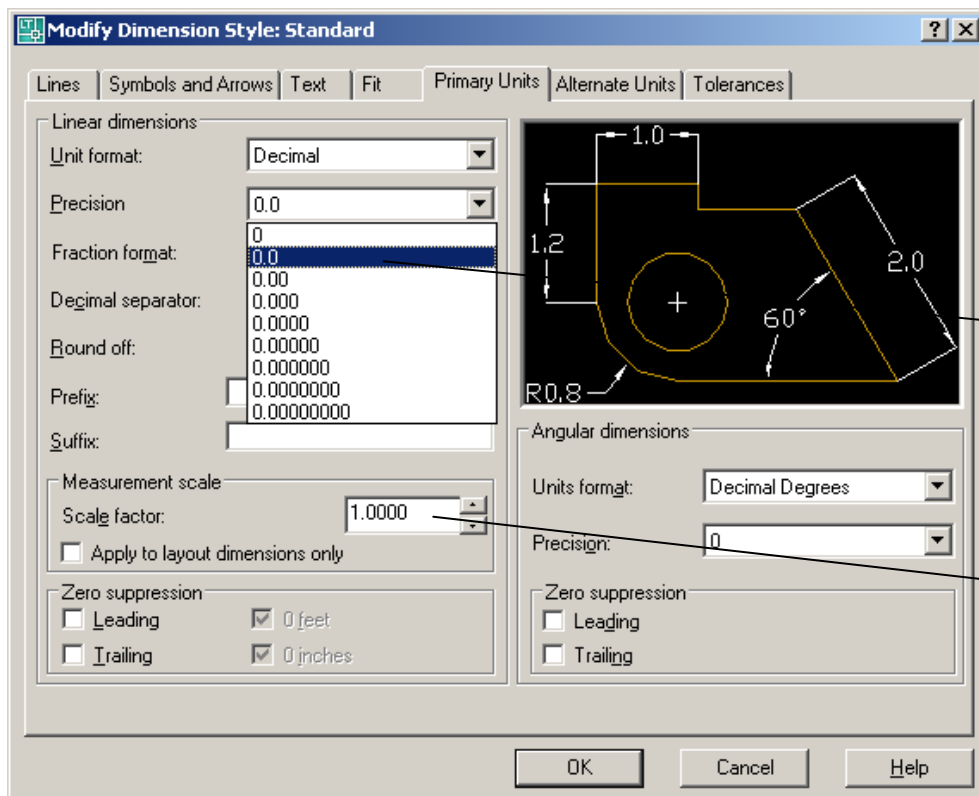 LT
Modify Dimension Style: Standard
? X
Lines Symbols and Arrows Text Fit Primary Units Alternate Units Tolerances
Linear dimensions
Unit format: Decimal
Precision 0.0
0
0.0
0.00
0.000
0.0000
0.00000
0.000000
0.0000000
0.00000000
Fraction format:
Decimal separator:
Round off:
Prefix:
Suffix:
Measurement scale
Scale factor: 1.0000
Apply to layout dimensions only
Zero suppression
Leading 0 feet
Trailing 0 inches
1.0
1.2
2.0
60°
R0.8
Angular dimensions
Units format: Decimal Degrees
Precision: 0
Zero suppression
Leading
Trailing
OK Cancel Help